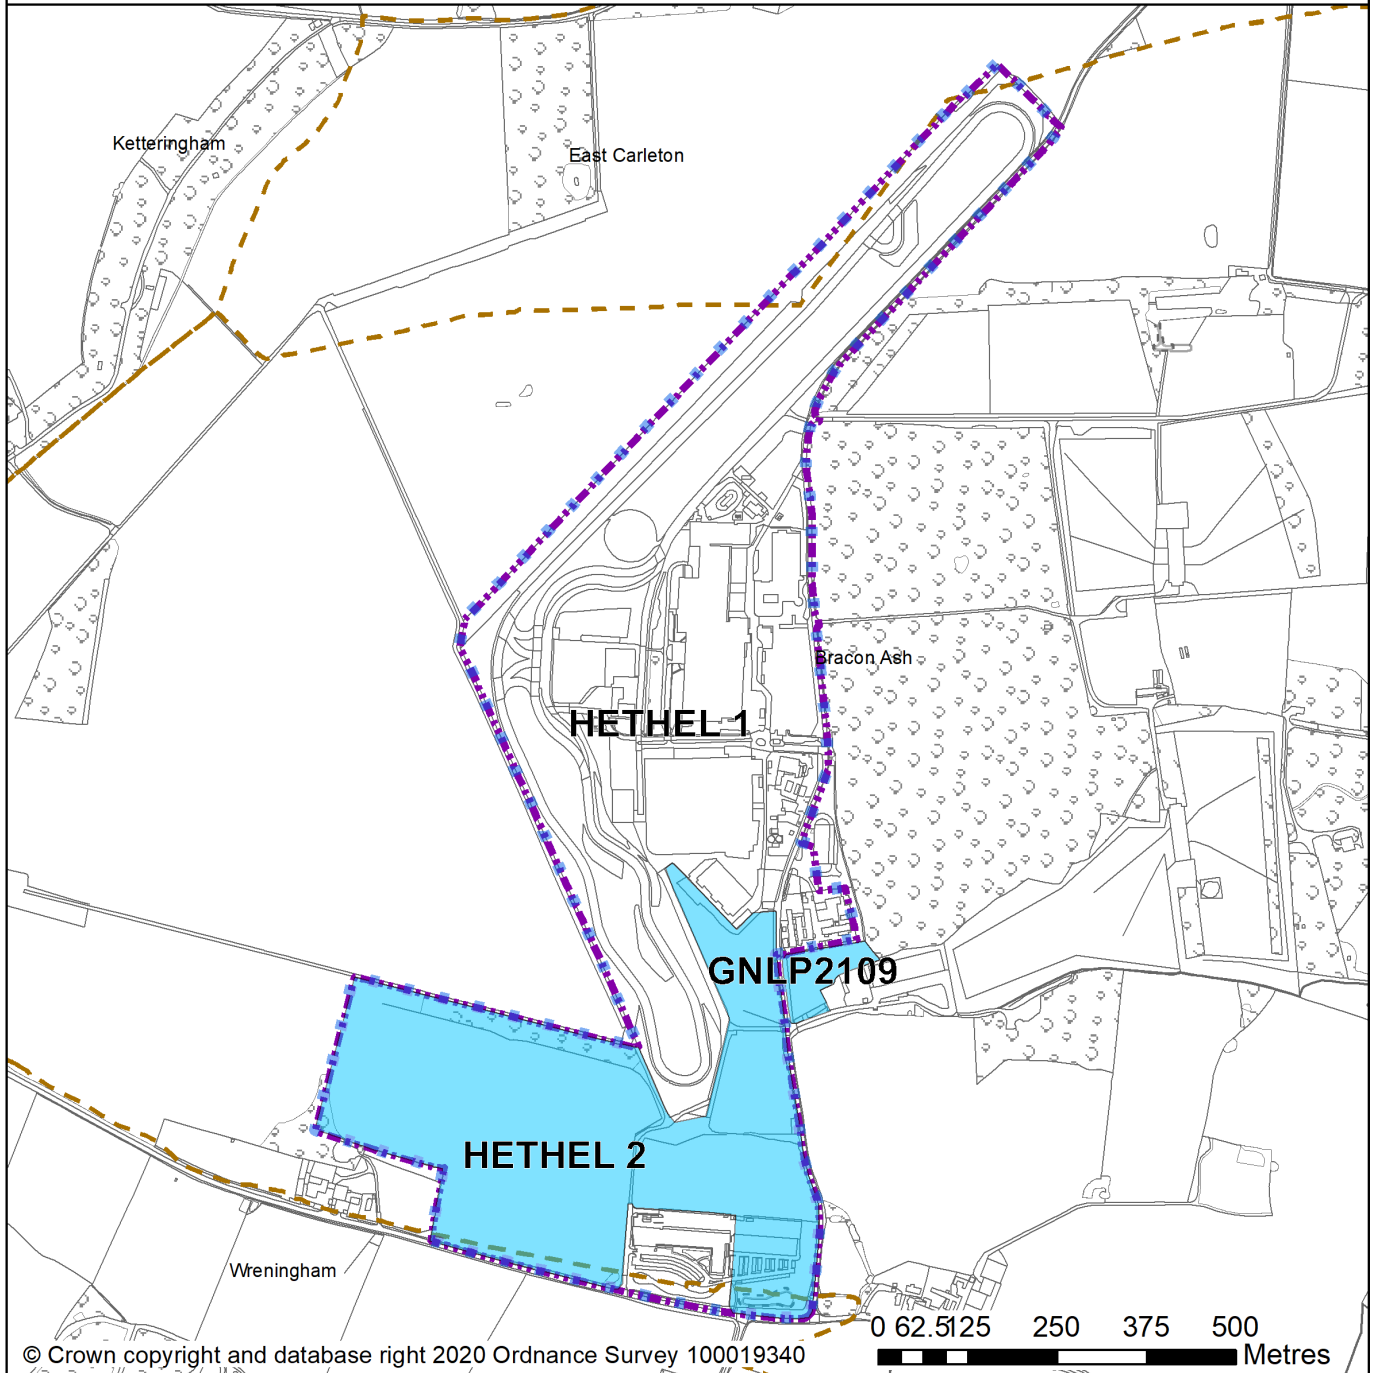 Ketteringham
East Carleton
Bracon Ash
HETHEL 1
GNLP2109
HETHEL 2
Wreningham
0 62.5125 250 375 500
Metres
© Crown copyright and database right 2020 Ordnance Survey 100019340